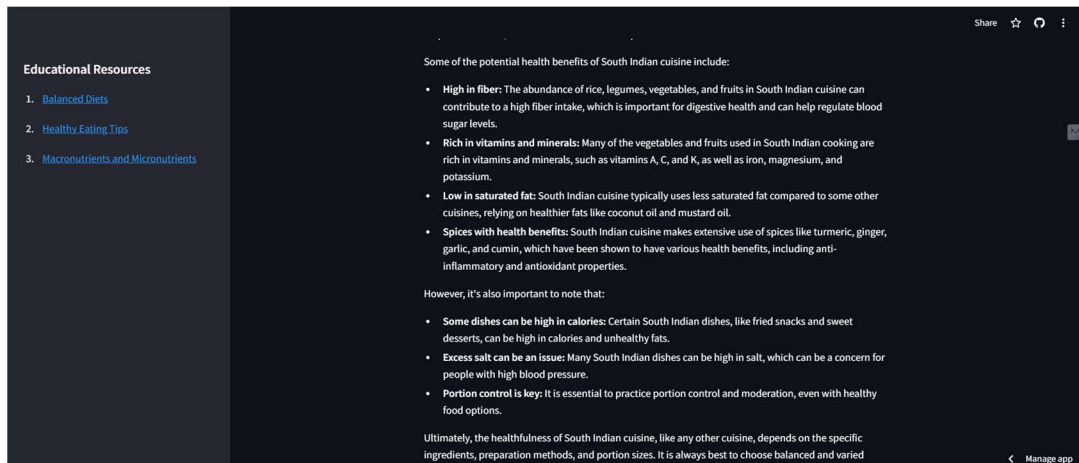 Share
Educational Resources
1. Balanced Diets
2. Healthy Eating Tips
3. Macronutrients and Micronutrients
Some of the potential health benefits of South Indian cuisine include:
• High in fiber: The abundance of rice, legumes, vegetables, and fruits in South Indian cuisine can
contribute to a high fiber intake, which is important for digestive health and can help regulate blood
sugar levels.
• Rich in vitamins and minerals: Many of the vegetables and fruits used in South Indian cooking are
rich in vitamins and minerals, such as vitamins A, C, and K, as well as iron, magnesium, and
potassium.
• Low in saturated fat: South Indian cuisine typically uses less saturated fat compared to some other
cuisines, relying on healthier fats like coconut oil and mustard oil.
• Spices with health benefits: South Indian cuisine makes extensive use of spices like turmeric, ginger,
garlic, and cumin, which have been shown to have various health benefits, including anti-
inflammatory and antioxidant properties.
However, it's also important to note that:
• Some dishes can be high in calories: Certain South Indian dishes, like fried snacks and sweet
desserts, can be high in calories and unhealthy fats.
• Excess salt can be an issue: Many South Indian dishes can be high in salt, which can be a concern for
people with high blood pressure.
• Portion control is key: It is essential to practice portion control and moderation, even with healthy
food options.
Ultimately, the healthfulness of South Indian cuisine, like any other cuisine, depends on the specific
ingredients, preparation methods, and portion sizes. It is always best to choose balanced and varied
Manage app